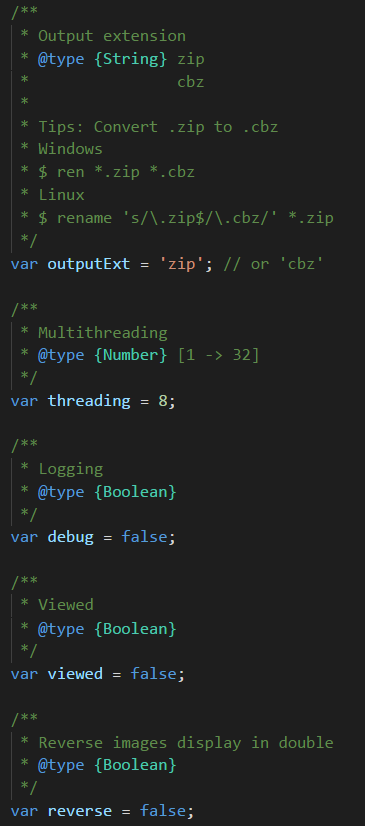 /**
 * Output extension
 * @type {String} zip
 *                cbz
 *
 * Tips: Convert .zip to .cbz
 * Windows
 * $ ren *.zip *.cbz
 * Linux
 * $ rename 's/\.zip$/\.cbz/' *.zip
 */
var outputExt = 'zip'; // or 'cbz'

/**
 * Multithreading
 * @type {Number} [1 -> 32]
 */
var threading = 8;

/**
 * Logging
 * @type {Boolean}
 */
var debug = false;

/**
 * Viewed
 * @type {Boolean}
 */
var viewed = false;

/**
 * Reverse images display in double
 * @type {Boolean}
 */
var reverse = false;